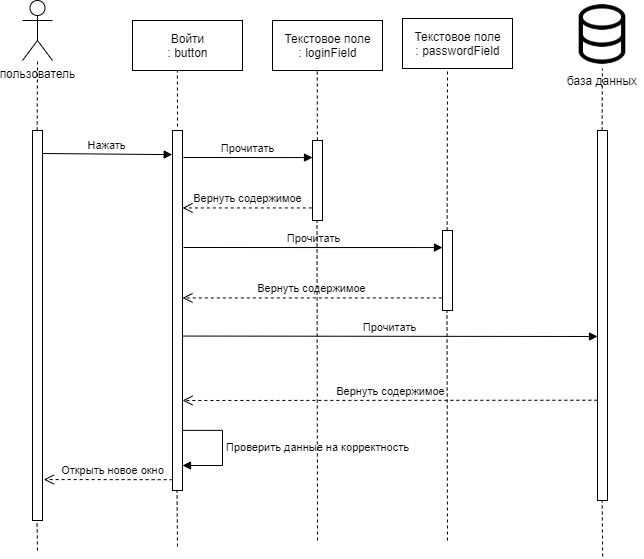 Войти
: button
Текстовое поле
: loginField
Текстовое поле
: passwordField
пользователь
база данных
Нажать
Прочитать
Вернуть содержимое
Прочитать
Вернуть содержимое
Прочитать
Вернуть содержимое
Проверить данные на корректность
Открыть новое окно